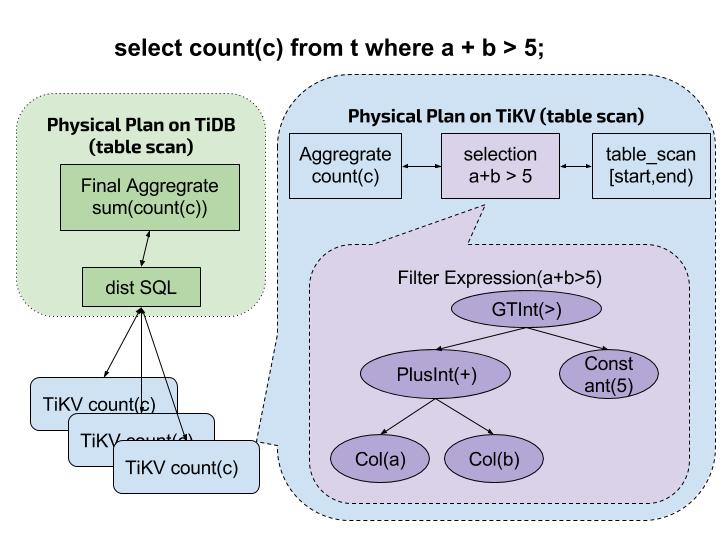 select count(c) from t where a + b > 5;
Physical Plan on TiDB
(table scan)
Final Aggregrate
sum(count(c))
dist SQL
TiKV count(c)
TiKV count(c)
TiKV count(c)
Physical Plan on TiKV (table scan)
Aggregrate
count(c)
selection
a+b > 5
table_scan
[start,end)
Filter Expression(a+b>5)
GTInt(>)
PlusInt(+)
Const
ant(5)
Col(a)
Col(b)